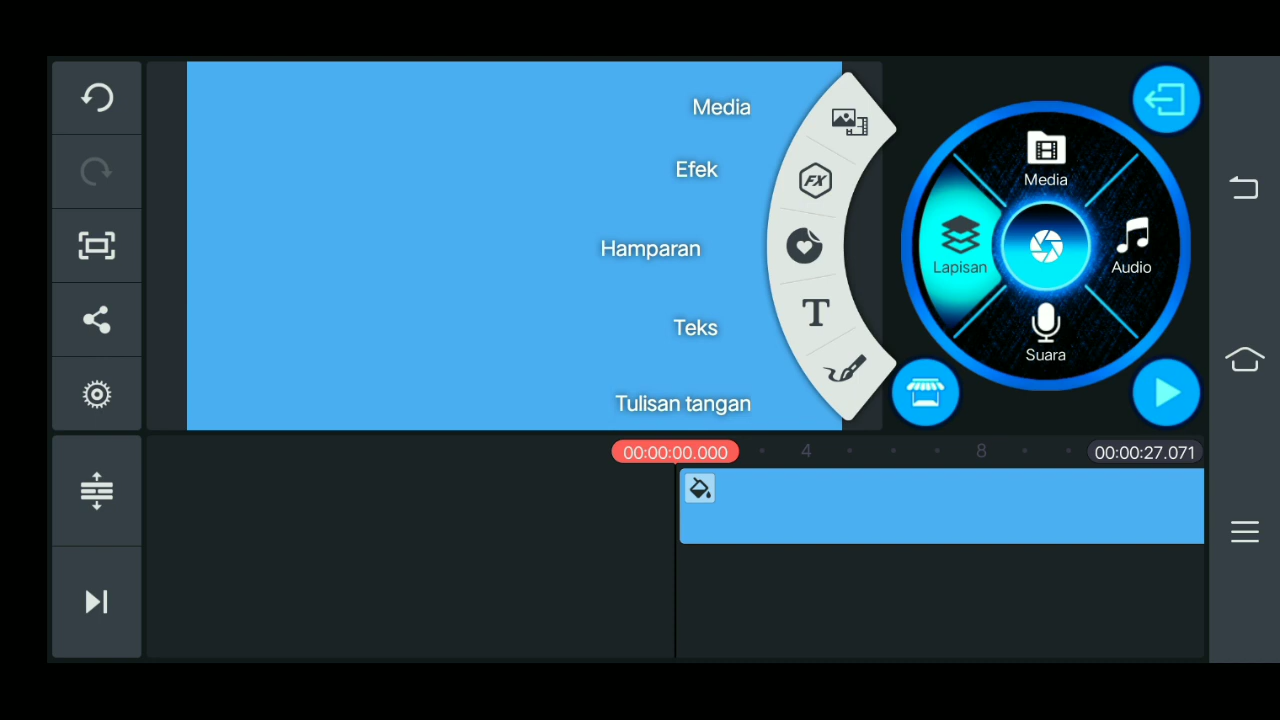 Media
Efek
FX
Hamparan
T
Teks
Tulisan tangan
Media
Lapisan
Audio
Suara
00:00:00.000
4
8
00:00:27.071